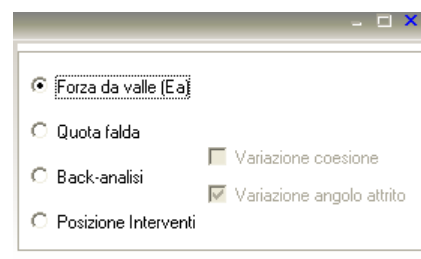 Forza da valle (Ea)
Quota falda
Variazione coesione
Back-analisi
Variazione angolo attrito
Posizione Interventi